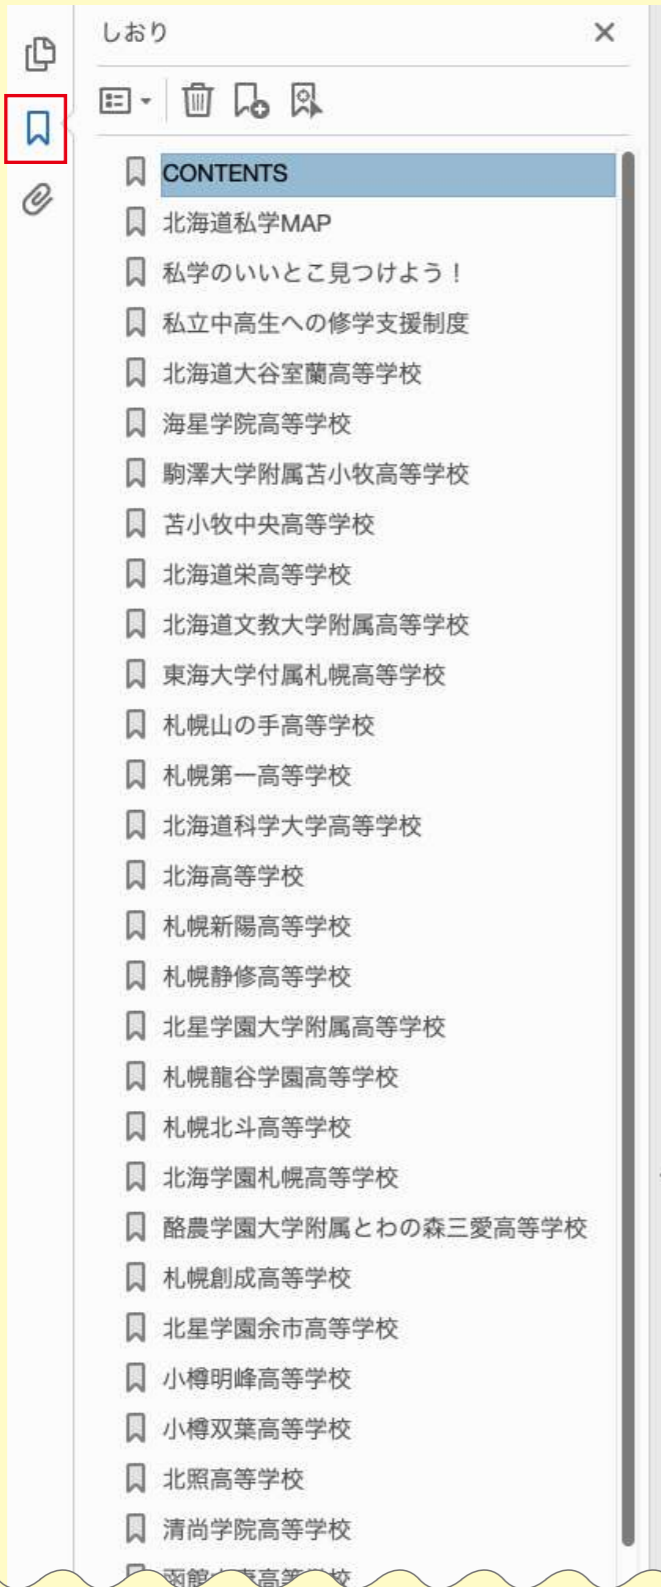 しおり
CONTENTS
北海道私学MAP
私学のいいとこ見つけよう！
私立中高生への修学支援制度
北海道大谷室蘭高等学校
海星学院高等学校
駒澤大学附属苫小牧高等学校
苫小牧中央高等学校
北海道栄高等学校
北海道文教大学附属高等学校
東海大学付属札幌高等学校
札幌山の手高等学校
札幌第一高等学校
北海道科学大学高等学校
北海高等学校
札幌新陽高等学校
札幌静修高等学校
北星学園大学附属高等学校
札幌龍谷学園高等学校
札幌北斗高等学校
北海学園札幌高等学校
酪農学園大学附属とわの森三愛高等学校
札幌創成高等学校
北星学園余市高等学校
小樽明峰高等学校
小樽双葉高等学校
北照高等学校
清尚学院高等学校